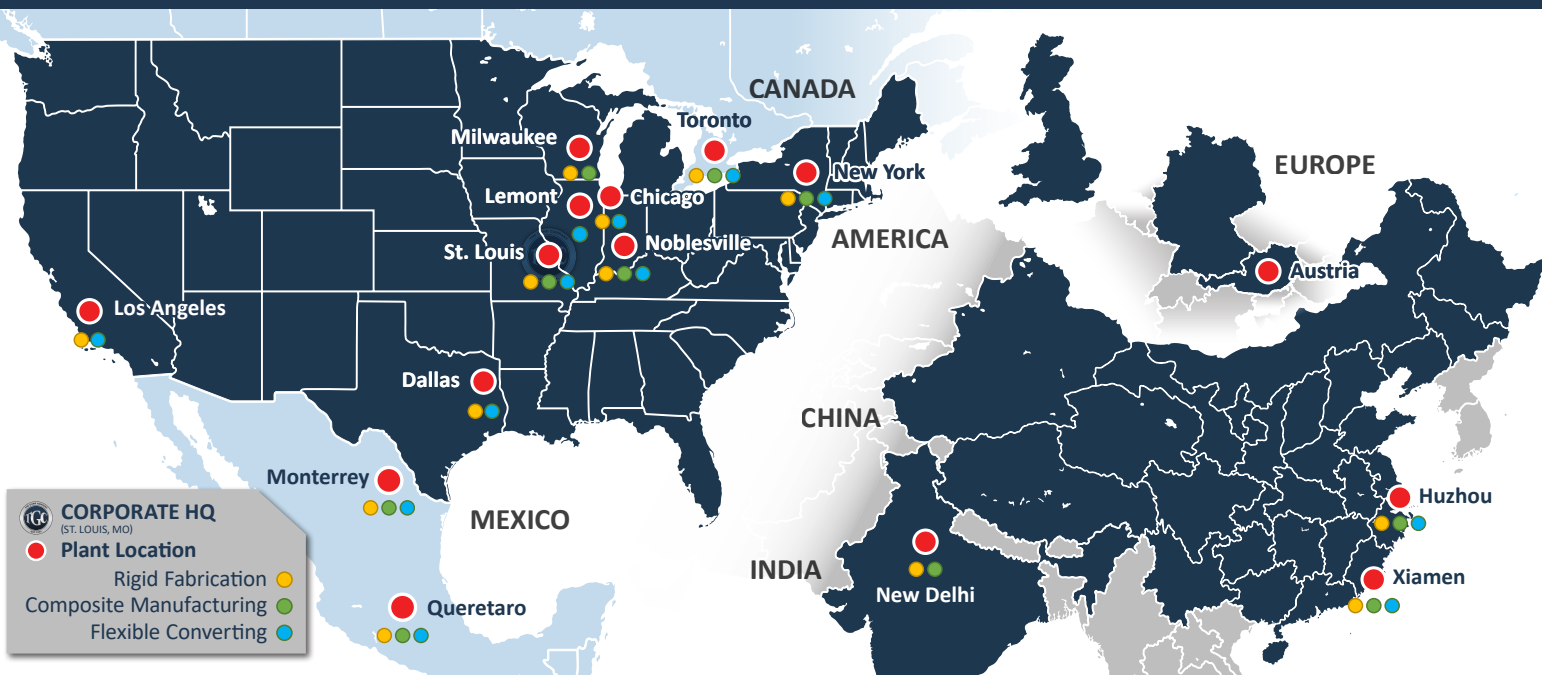 CANADA
Toronto
Milwaukee
EUROPE
New York
Lemont
Chicago
AMERICA
Noblesville
St. Louis
Austria
Los Angeles
Dallas
CHINA
Monterrey
Huzhou
MEXICO
INDIA
Xiamen
New Delhi
Queretaro
TGC
CORPORATE HQ
(ST. LOUIS, MO)
Plant Location
Rigid Fabrication
Composite Manufacturing
Flexible Converting